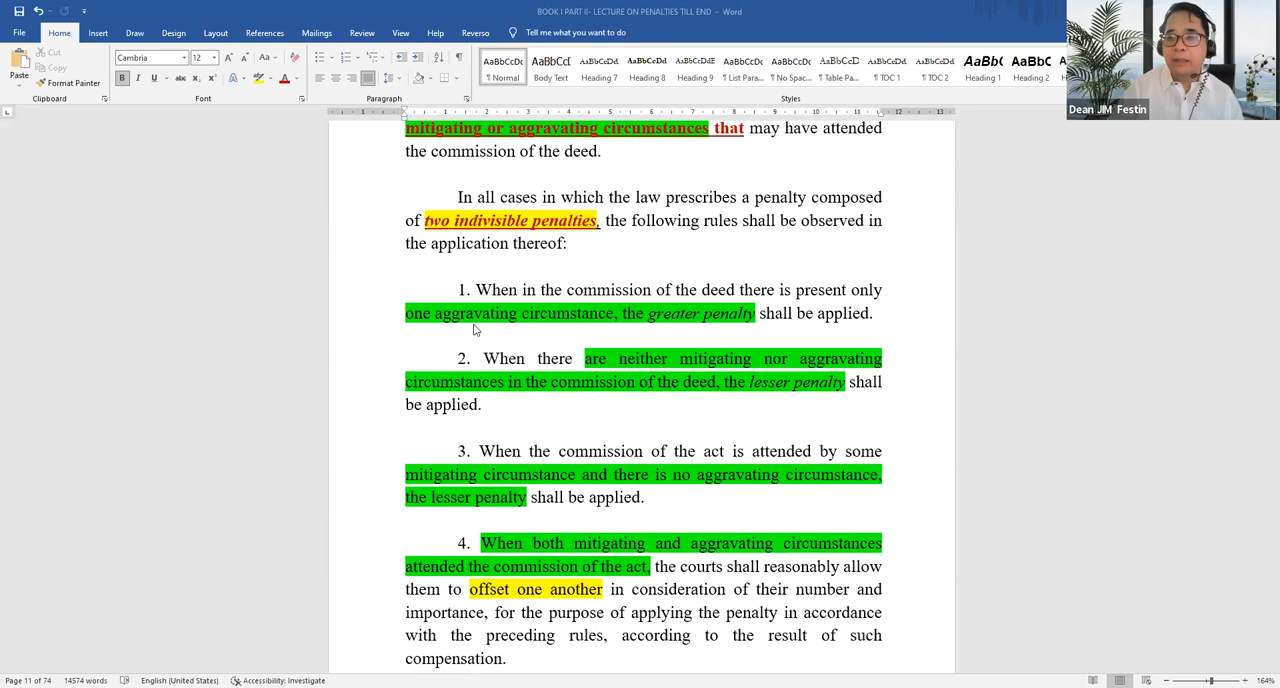 BOOK I PART II- LECTURE ON PENALTIES TILL END - Word
File Home Insert Draw Design Layout References Mailings Review View Help Reverso Tell me what you want to do
Paste Cut Copy Format Painter Clipboard
Cambria 12 Font
Paragraph
AaBbCcDc ¶ Normal
AaBbC( Body Text
AaBbCcDd Heading 7
AaBbCcDd Heading 8
AaBbCcDd Heading 9
AaBbCcDc ¶ List Para...
AaBbCcDc ¶ No Spac...
AaBbCcD ¶ Table Pa...
AaBbCcDd ¶ TOC 1
AaBbCcDd ¶ TOC 2
AaBb( Heading 1
AaBbC Heading 2
Styles
Dean JM Festin
mitigating or aggravating circumstances that may have attended
the commission of the deed.
In all cases in which the law prescribes a penalty composed
of two indivisible penalties, the following rules shall be observed in
the application thereof:
1. When in the commission of the deed there is present only
one aggravating circumstance, the greater penalty shall be applied.
2. When there are neither mitigating nor aggravating
circumstances in the commission of the deed, the lesser penalty shall
be applied.
3. When the commission of the act is attended by some
mitigating circumstance and there is no aggravating circumstance,
the lesser penalty shall be applied.
4. When both mitigating and aggravating circumstances
attended the commission of the act, the courts shall reasonably allow
them to offset one another in consideration of their number and
importance, for the purpose of applying the penalty in accordance
with the preceding rules, according to the result of such
compensation.
Page 11 of 74 14574 words English (United States) Accessibility: Investigate 164%